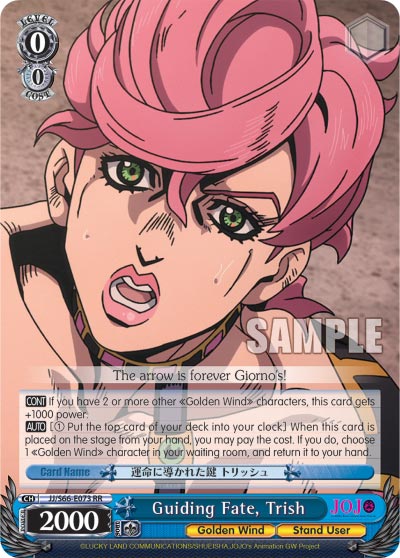 LEVEL
0
0
COST
SAMPLE
The arrow is forever Giorno's!
CONT If you have 2 or more other «Golden Wind» characters, this card gets
+1000 power.
AUTO [① Put the top card of your deck into your clock] When this card is
placed on the stage from your hand, you may pay the cost. If you do, choose
1 «Golden Wind» character in your waiting room, and return it to your hand.
Card Name
運命に導かれた鍵 トリッシュ
CH
JJ/S66-E073 RR
POWER
2000
SOUL
Guiding Fate, Trish
JOJO
Golden Wind
Stand User
©LUCKY LAND COMMUNICATIONS/SHUEISHA,JOJO's Animation GW Project